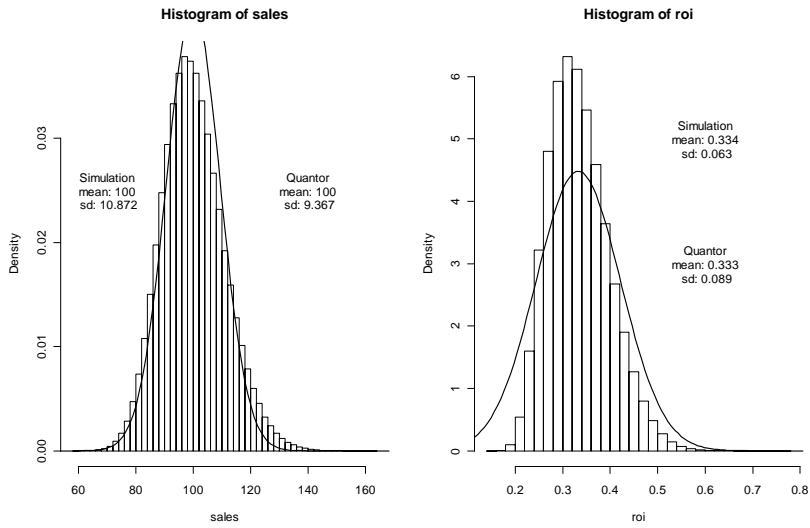 Histogram of sales
Density
0.00
0.01
0.02
0.03
Simulation
mean: 100
sd: 10.872
Quantor
mean: 100
sd: 9.367
60
80
100
120
140
160
sales
Histogram of roi
Density
0
1
2
3
4
5
6
Simulation
mean: 0.334
sd: 0.063
Quantor
mean: 0.333
sd: 0.089
0.2
0.3
0.4
0.5
0.6
0.7
0.8
roi